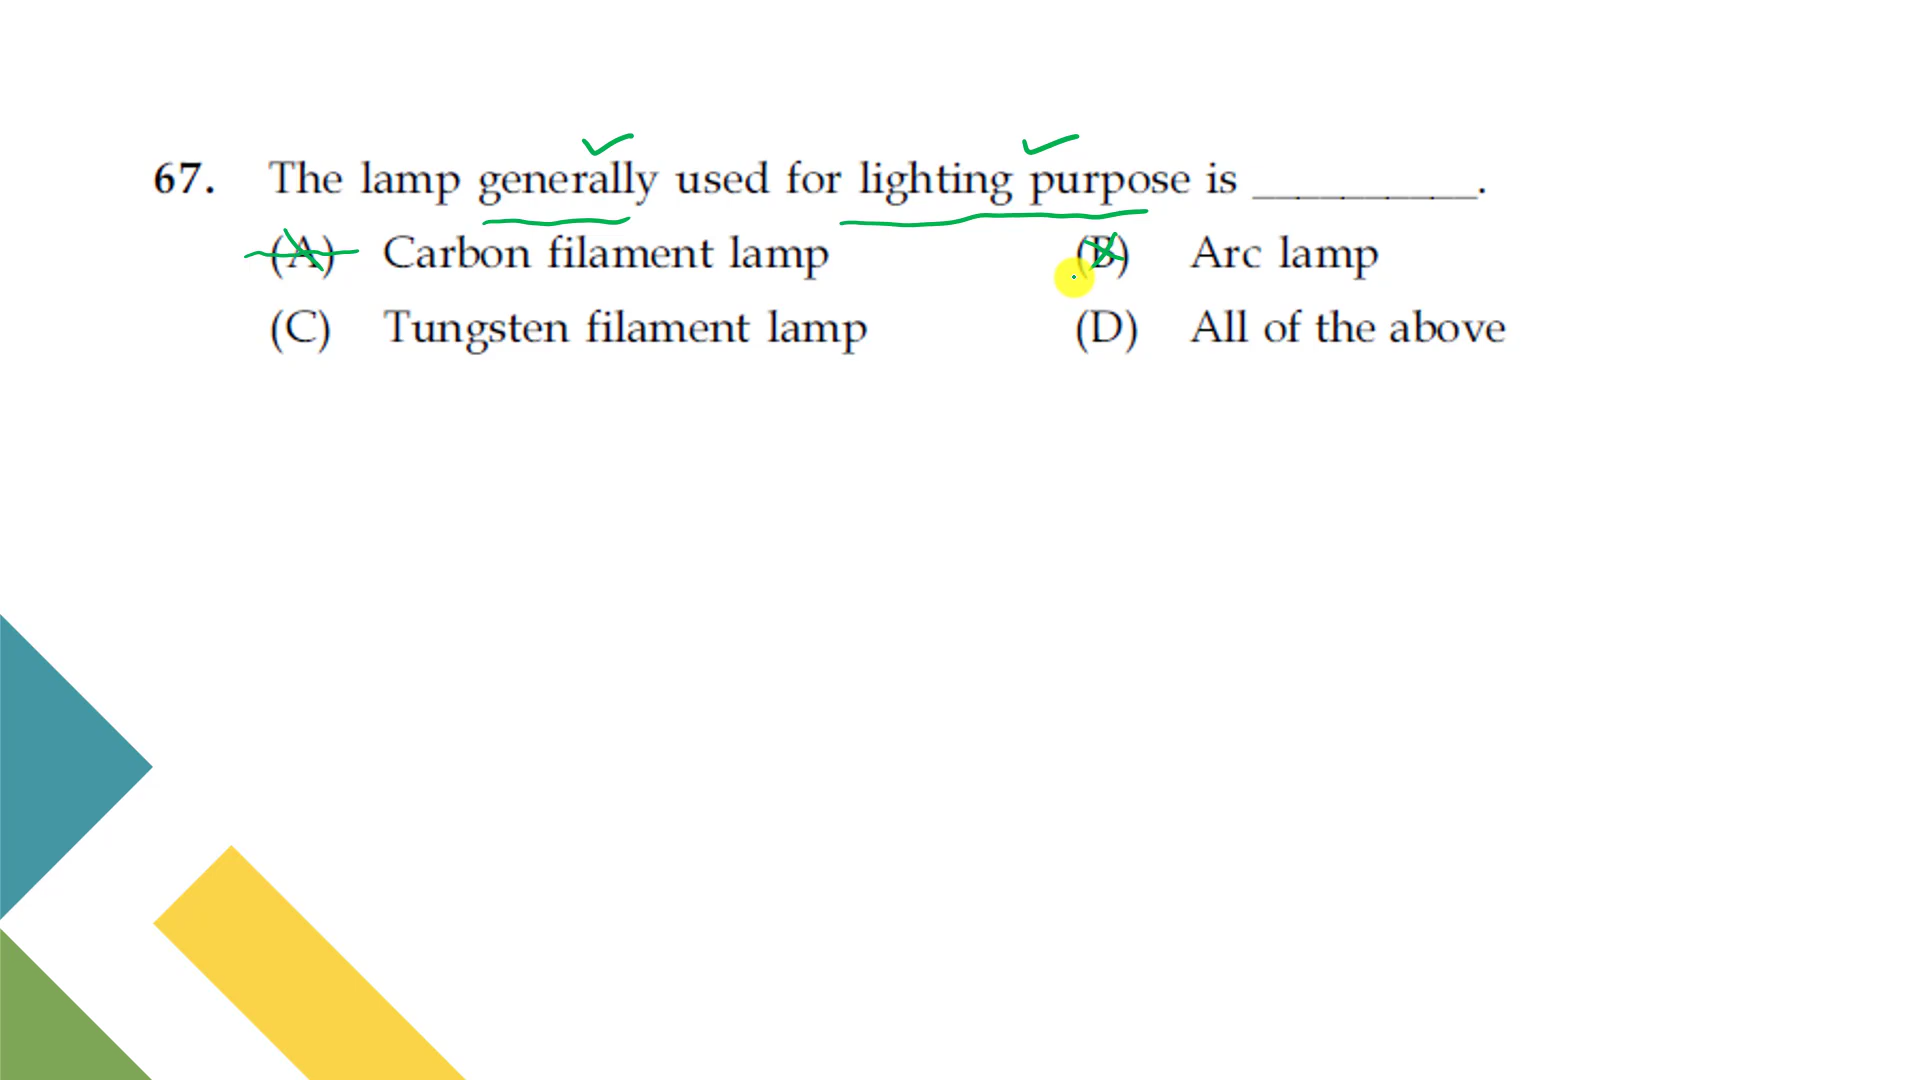 67. The lamp generally used for lighting purpose is __________.
(A) Carbon filament lamp (B) Arc lamp
(C) Tungsten filament lamp (D) All of the above